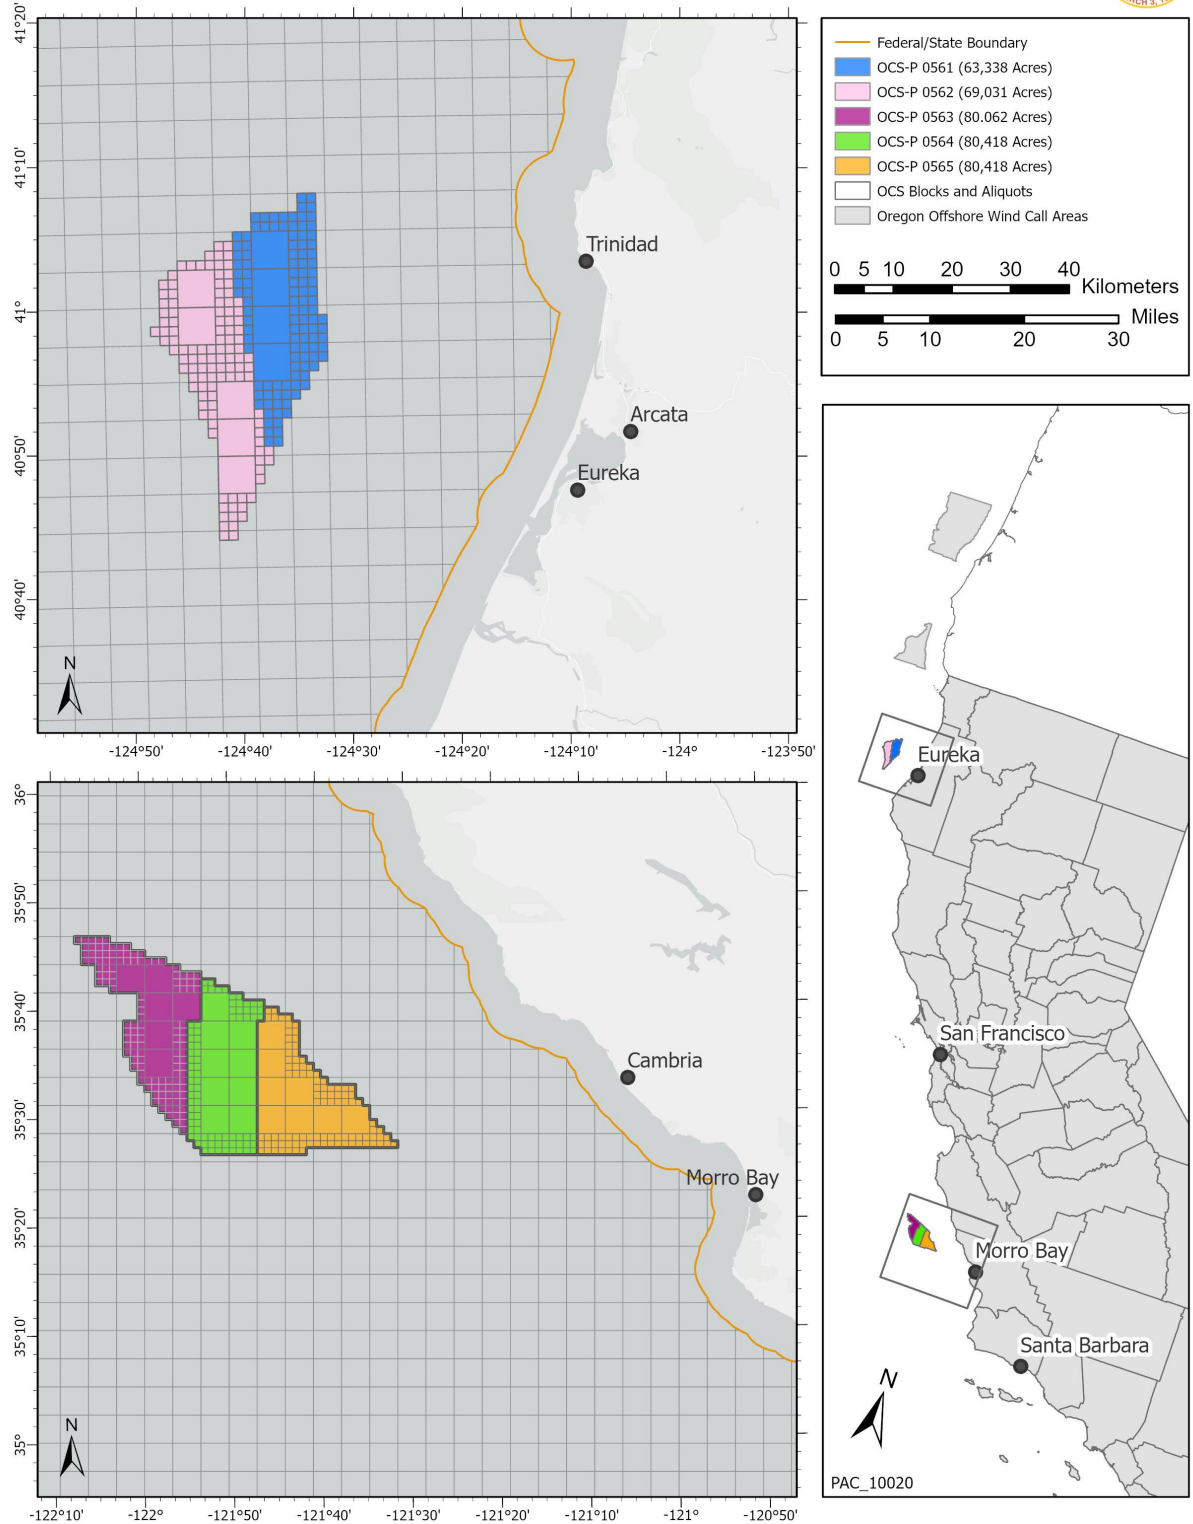 RCH 3, 18
41°20'
41°10'
41°
40°50'
40°40'
Trinidad
Arcata
Eureka
N
-124°50'
-124°40'
-124°30'
-124°20'
-124°10'
-124°
-123°50'
Federal/State Boundary
OCS-P 0561 (63,338 Acres)
OCS-P 0562 (69,031 Acres)
OCS-P 0563 (80.062 Acres)
OCS-P 0564 (80,418 Acres)
OCS-P 0565 (80,418 Acres)
OCS Blocks and Aliquots
Oregon Offshore Wind Call Areas
0 5 10 20 30 40
Kilometers
Miles
0 5 10 20 30
36°
35°50'
35°40'
35°30'
35°20'
35°10'
35°
Cambria
Morro Bay
N
-122°10'
-122°
-121°50'
-121°40'
-121°30'
-121°20'
-121°10'
-121°
-120°50'
Eureka
San Francisco
Morro Bay
Santa Barbara
N
PAC_10020